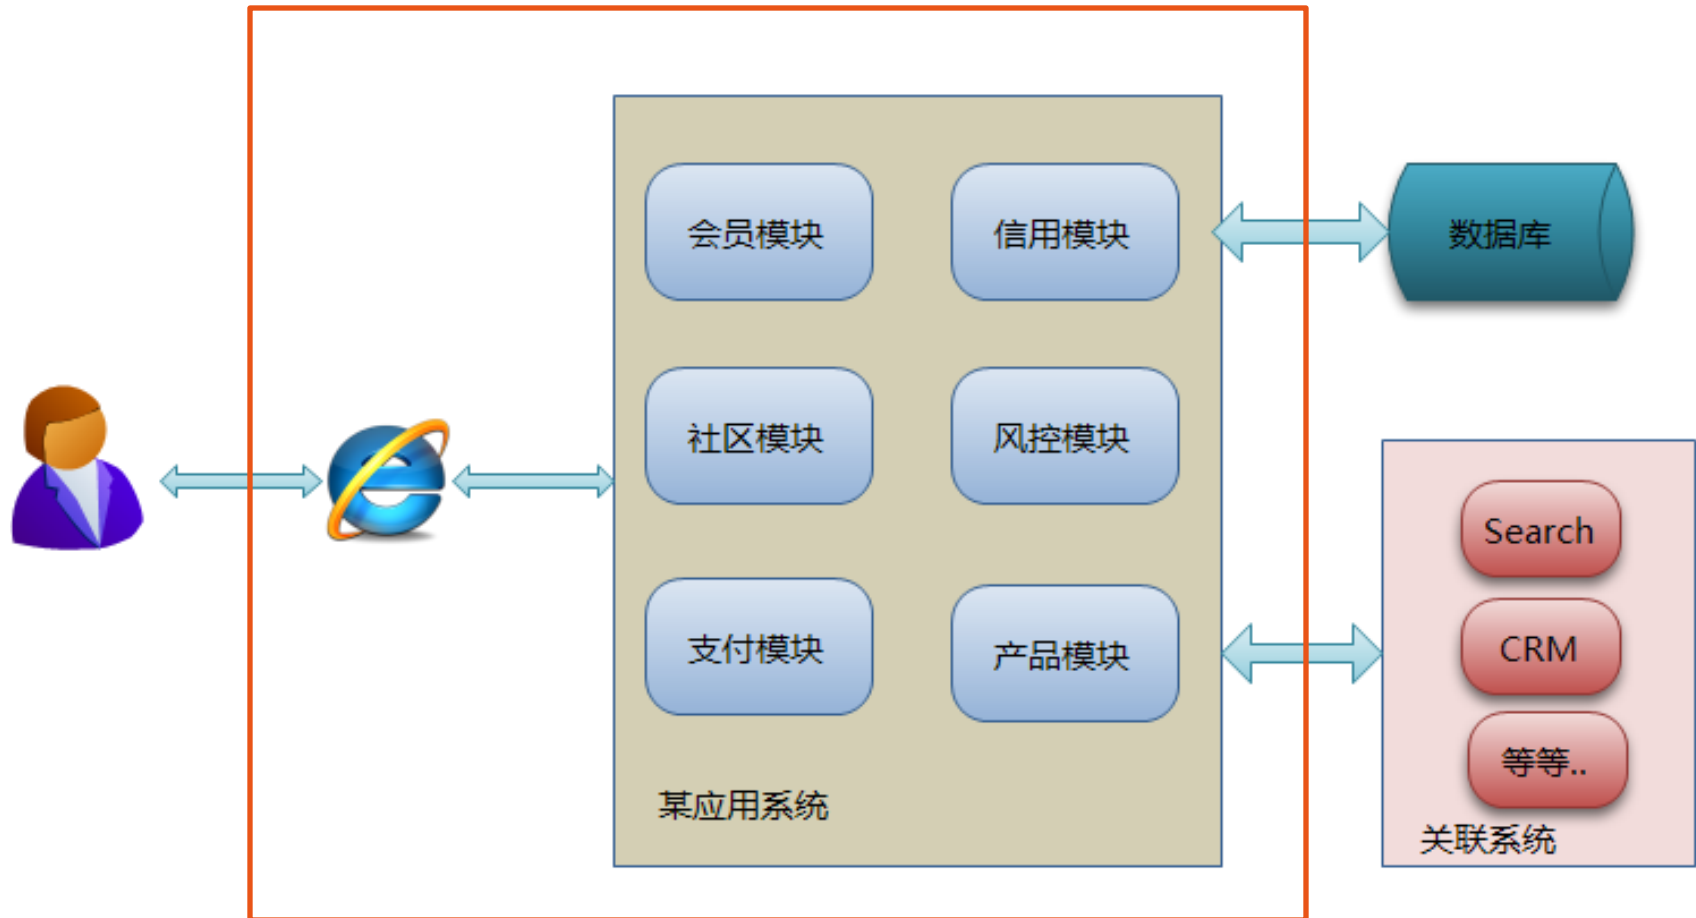 会员模块
信用模块
数据库
社区模块
风控模块
Search
支付模块
产品模块
CRM
等等..
某应用系统
关联系统